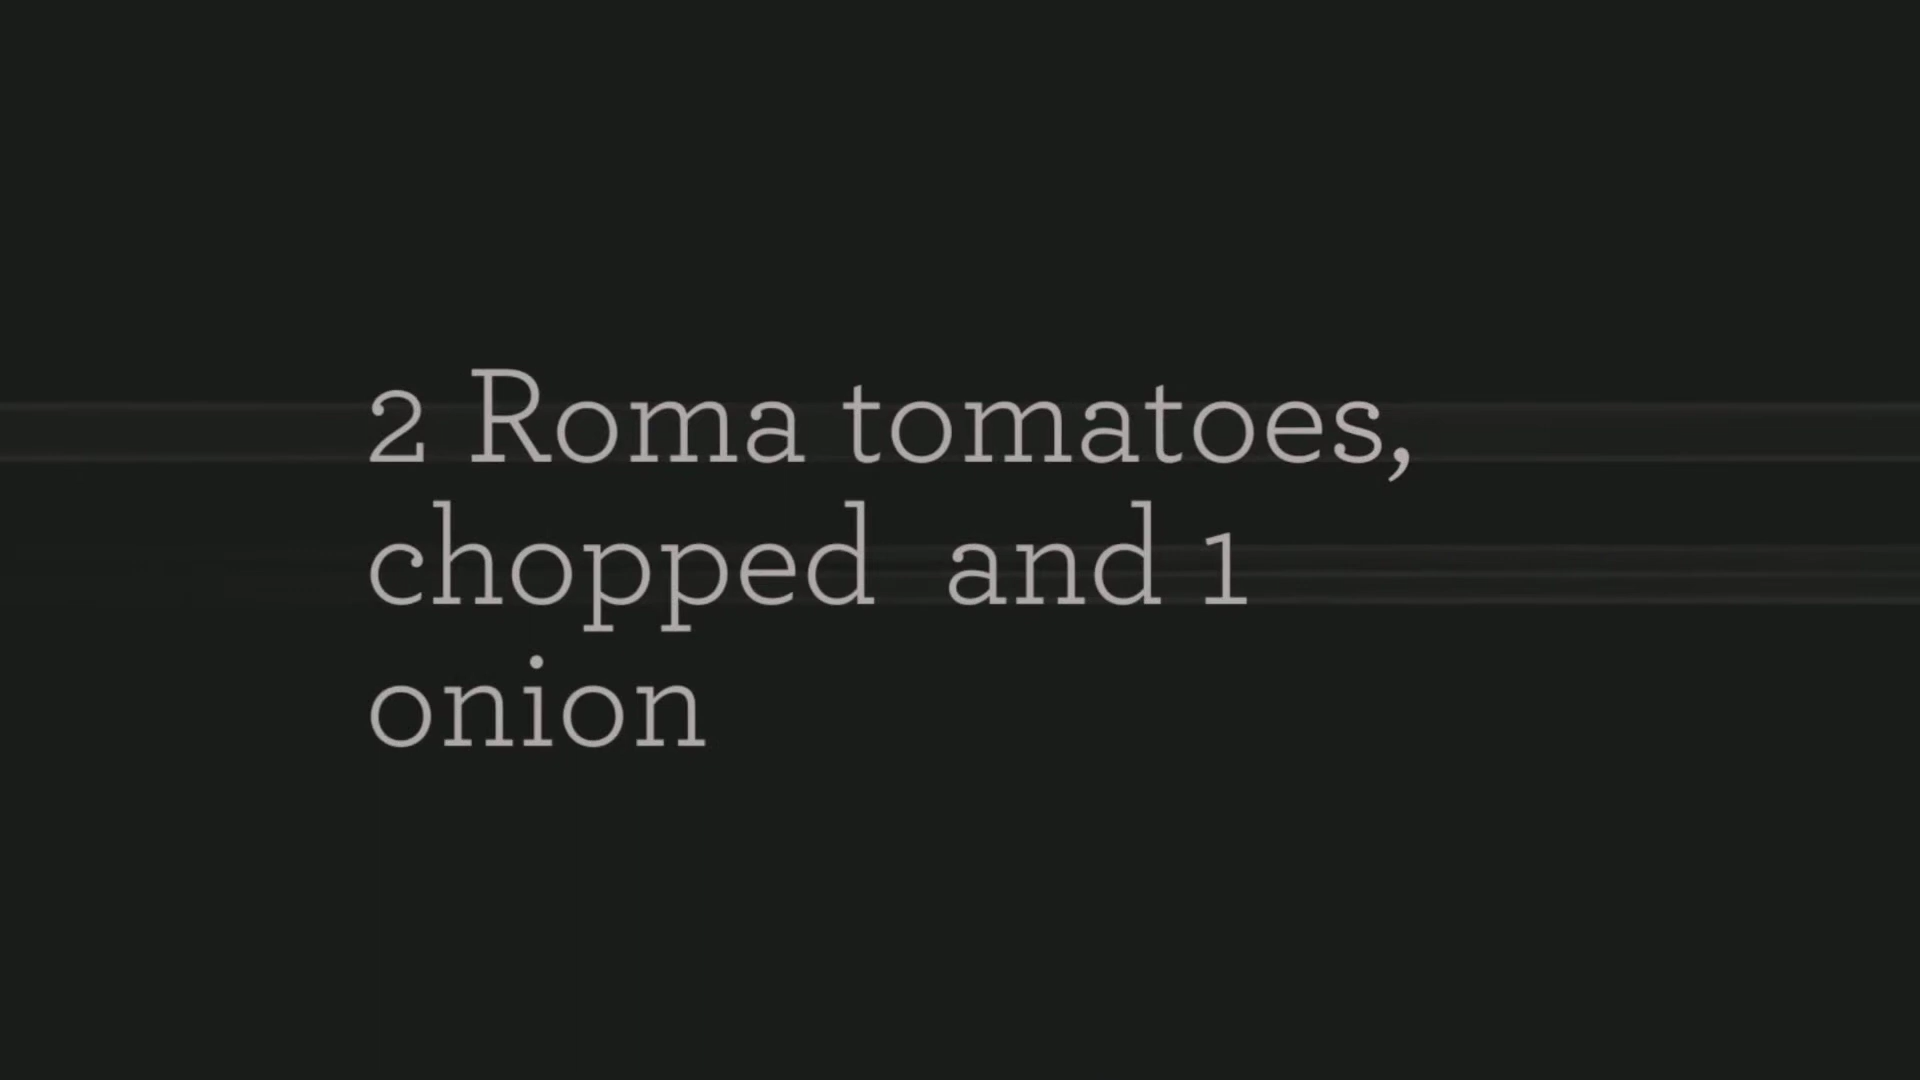 2 Roma tomatoes,
chopped  and 1
onion